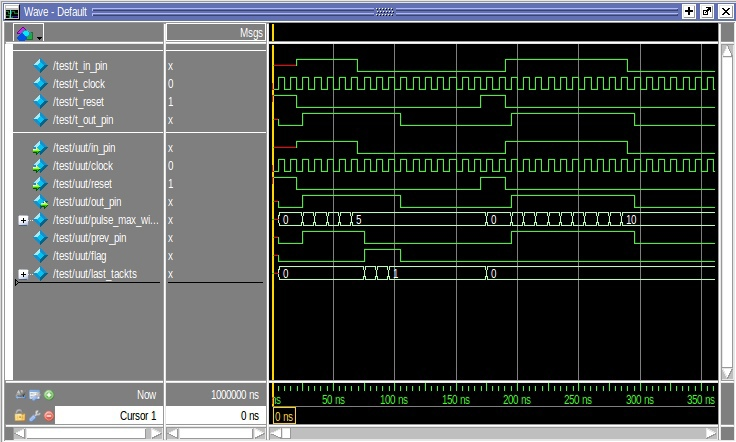 Wave - Default
Msgs
/test/t_in_pin x
/test/t_clock 0
/test/t_reset 1
/test/t_out_pin x
/test/uut/in_pin x
/test/uut/clock 0
/test/uut/reset 1
/test/uut/out_pin x
/test/uut/pulse_max_wi... x 0 5 0 10
/test/uut/prev_pin x
/test/uut/flag x
/test/uut/last_tackts x 0 1 0
Now 1000000 ns ns 50 ns 100 ns 150 ns 200 ns 250 ns 300 ns 350 ns
Cursor 1 0 ns 0 ns